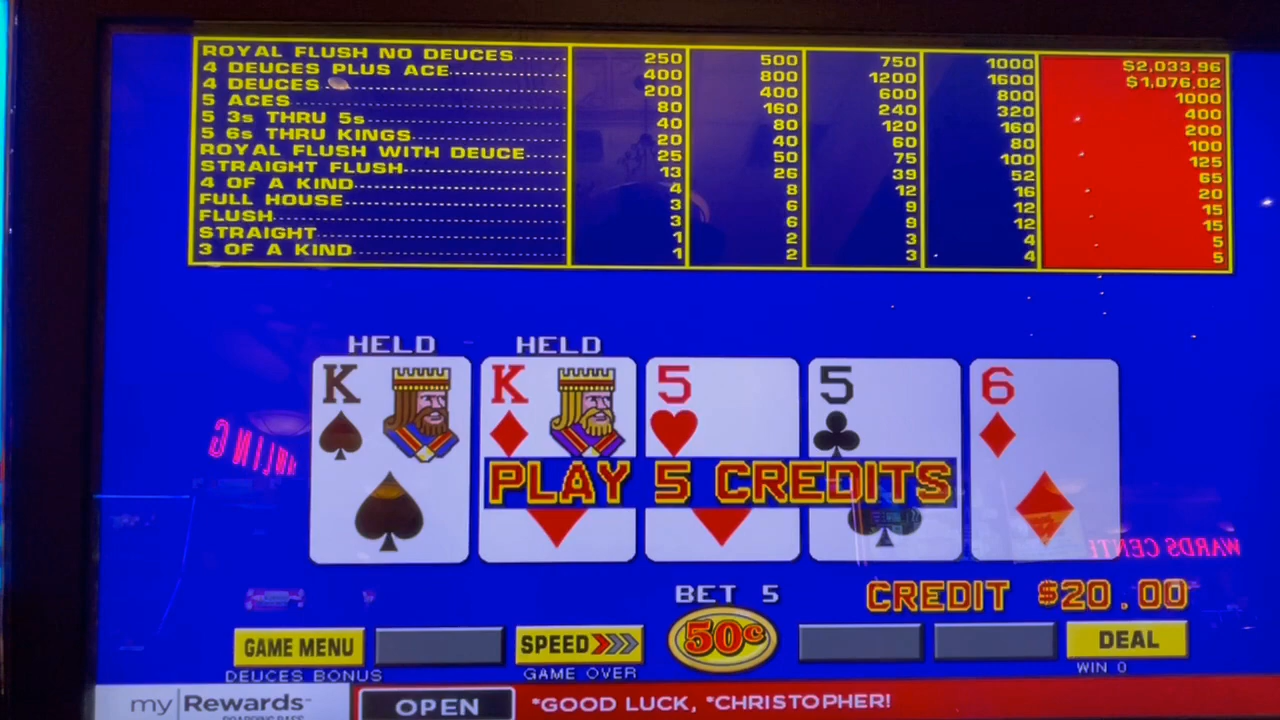 ROYAL FLUSH NO DEUCES 250 500 750 1000 $2,033.96
4 DEUCES PLUS ACE 400 800 1200 1600 $1,076.02
4 DEUCES 200 400 600 800 1000
5 ACES 80 160 240 320 400
5 3s THRU 5s 40 80 120 160 200
5 6s THRU KINGS 20 40 60 80 100
ROYAL FLUSH WITH DEUCE 25 50 75 100 125
STRAIGHT FLUSH 13 26 39 52 65
4 OF A KIND 4 8 12 16 20
FULL HOUSE 3 6 9 12 15
FLUSH 3 6 9 12 15
STRAIGHT 1 2 3 4 5
3 OF A KIND 1 2 3 4 5
HELD HELD
K K 5 5 6
PLAY 5 CREDITS
BET 5 CREDIT $20.00
GAME MENU SPEED 50¢ DEAL
DEUCES BONUS GAME OVER WIN 0
my|Rewards OPEN *GOOD LUCK, *CHRISTOPHER!
BOARDING PASS